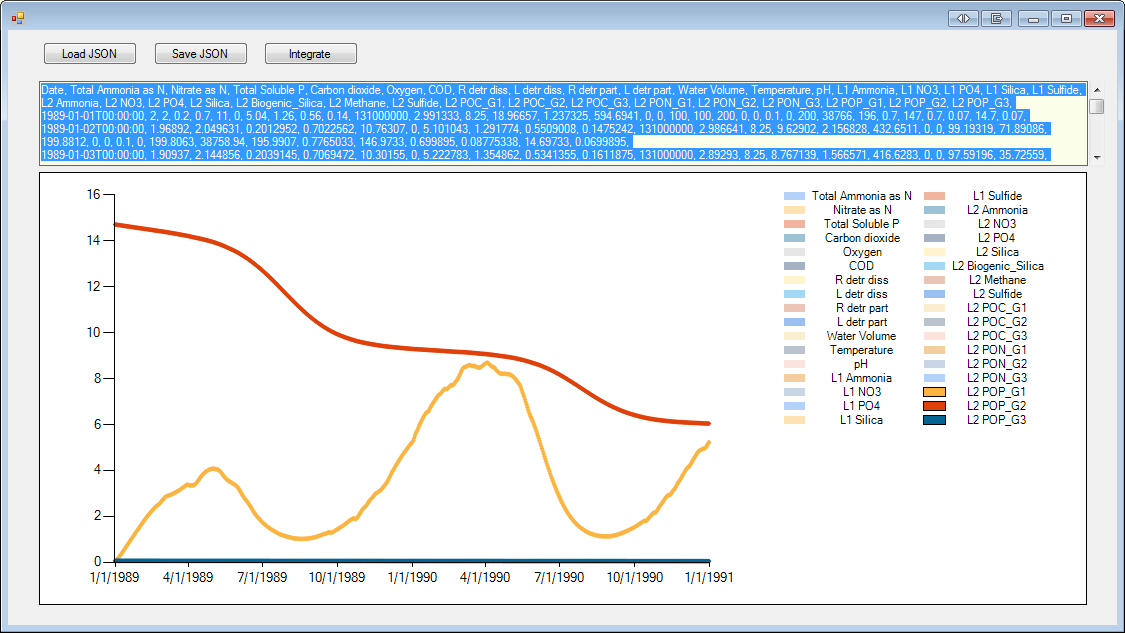 Load JSON Save JSON Integrate
Date, Total Ammonia as N, Nitrate as N, Total Soluble P, Carbon dioxide, Oxygen, COD, R detr diss, L detr diss, R detr part, L detr part, Water Volume, Temperature, pH, L1 Ammonia, L1 NO3, L1 PO4, L1 Silica, L1 Sulfide,
L2 Ammonia, L2 NO3, L2 PO4, L2 Silica, L2 Biogenic_Silica, L2 Methane, L2 Sulfide, L2 POC_G1, L2 POC_G2, L2 POC_G3, L2 PON_G1, L2 PON_G2, L2 PON_G3, L2 POP_G1, L2 POP_G2, L2 POP_G3,
1989-01-01T00:00:00, 2, 2, 0.2, 0.7, 11, 0, 5.04, 1.26, 0.56, 0.14, 131000000, 2.991333, 8.25, 18.96657, 1.237325, 594.6941, 0, 0, 100, 100, 200, 0, 0, 0.1, 0, 200, 38766, 196, 0.7, 147, 0.7, 0.07, 14.7, 0.07,
1989-01-02T00:00:00, 1.96892, 2.049631, 0.2012952, 0.7022562, 10.76307, 0, 5.101043, 1.291774, 0.5509008, 0.1475242, 131000000, 2.986641, 8.25, 9.62902, 2.156828, 432.6511, 0, 0, 99.19319, 71.89086,
199.8812, 0, 0, 0.1, 0, 199.8063, 38758.94, 195.9907, 0.7765033, 146.9733, 0.699895, 0.08775338, 14.69733, 0.0699895,
1989-01-03T00:00:00, 1.90937, 2.144856, 0.2039145, 0.7069472, 10.30155, 0, 5.222783, 1.354862, 0.5341355, 0.1611875, 131000000, 2.89293, 8.25, 8.767139, 1.566571, 416.6283, 0, 0, 97.59196, 35.72559,
16
14
12
10
8
6
4
2
0
1/1/1989 4/1/1989 7/1/1989 10/1/1989 1/1/1990 4/1/1990 7/1/1990 10/1/1990 1/1/1991
Total Ammonia as N L1 Sulfide
Nitrate as N L2 Ammonia
Total Soluble P L2 NO3
Carbon dioxide L2 PO4
Oxygen L2 Silica
COD L2 Biogenic_Silica
R detr diss L2 Methane
L detr diss L2 Sulfide
R detr part L2 POC_G1
L detr part L2 POC_G2
Water Volume L2 POC_G3
Temperature L2 PON_G1
pH L2 PON_G2
L1 Ammonia L2 PON_G3
L1 NO3 L2 POP_G1
L1 PO4 L2 POP_G2
L1 Silica L2 POP_G3